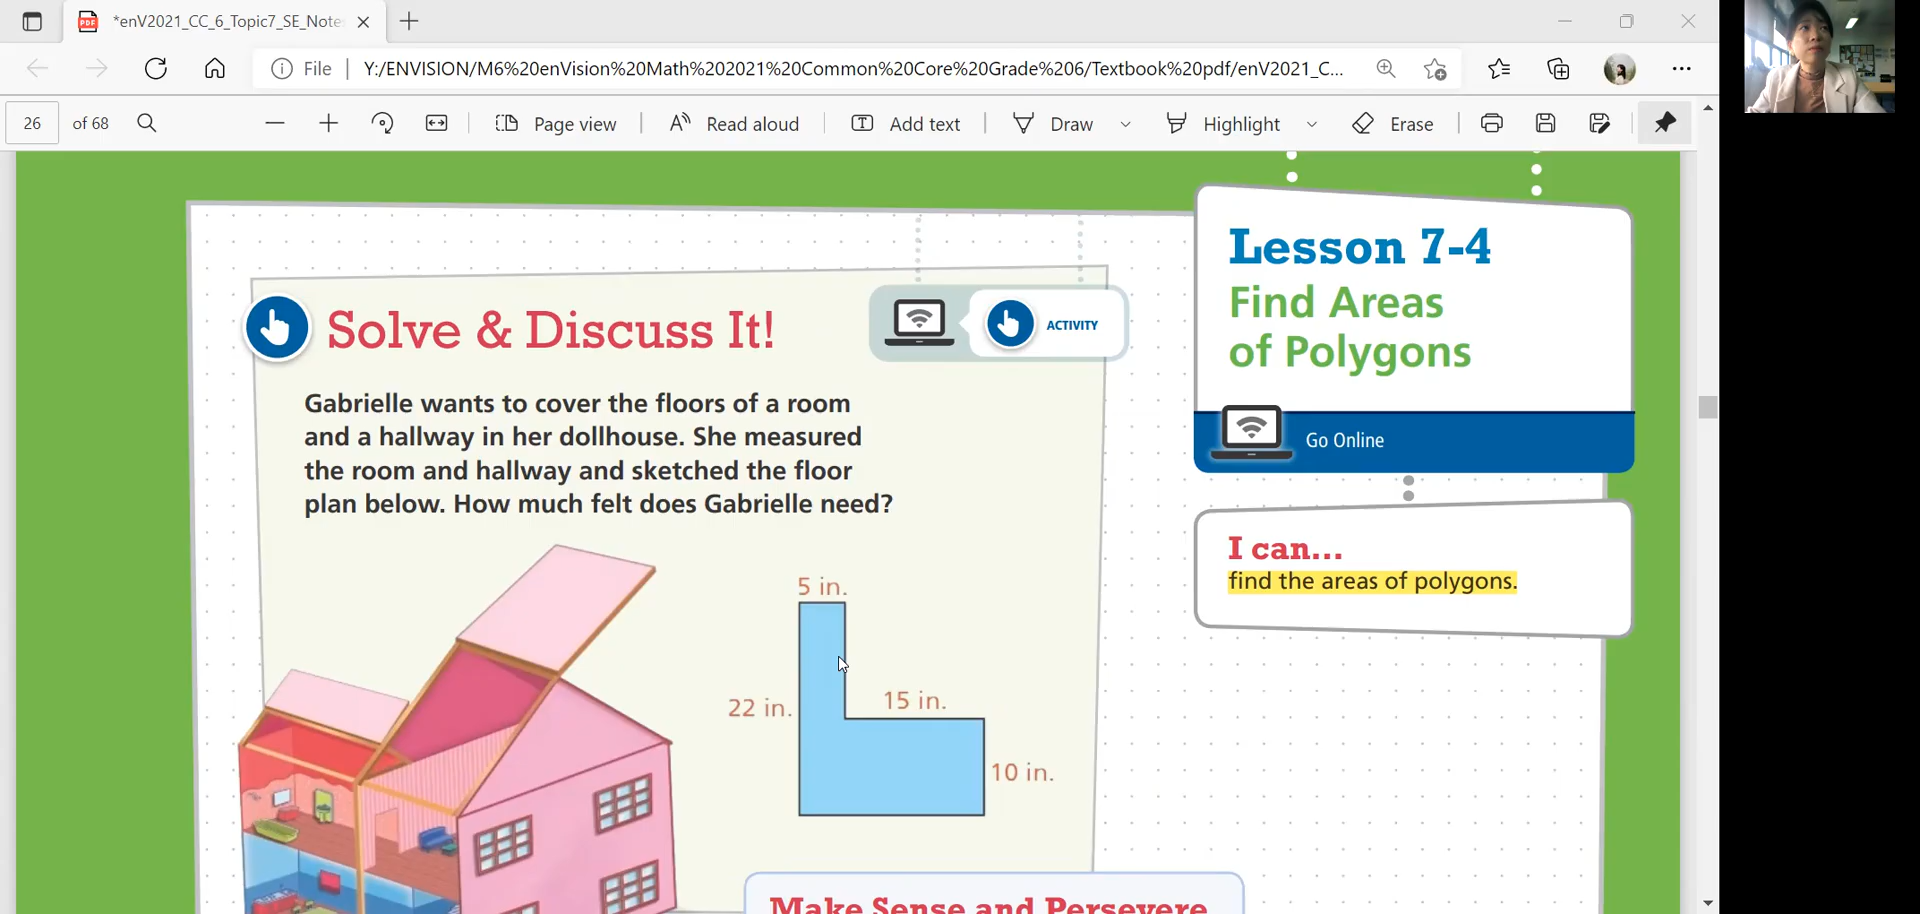 *enV2021_CC_6_Topic7_SE_Note
File
Y:/ENVISION/M6%20enVision%20Math%202021%20Common%20Core%20Grade%206/Textbook%20pdf/enV2021_C...
26 of 68
Page view
Read aloud
Add text
Draw
Highlight
Erase
Solve & Discuss It!
ACTIVITY
Gabrielle wants to cover the floors of a room
and a hallway in her dollhouse. She measured
the room and hallway and sketched the floor
plan below. How much felt does Gabrielle need?
5 in.
22 in.
15 in.
10 in.
Make Sense and Persevere
Lesson 7-4
Find Areas
of Polygons
Go Online
I can...
find the areas of polygons.